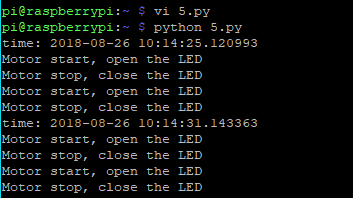 pi@raspberrypi:~ $ vi 5.py
pi@raspberrypi:~ $ python 5.py
time: 2018-08-26 10:14:25.120993
Motor start, open the LED
Motor stop, close the LED
Motor start, open the LED
Motor stop, close the LED
time: 2018-08-26 10:14:31.143363
Motor start, open the LED
Motor stop, close the LED
Motor start, open the LED
Motor stop, close the LED